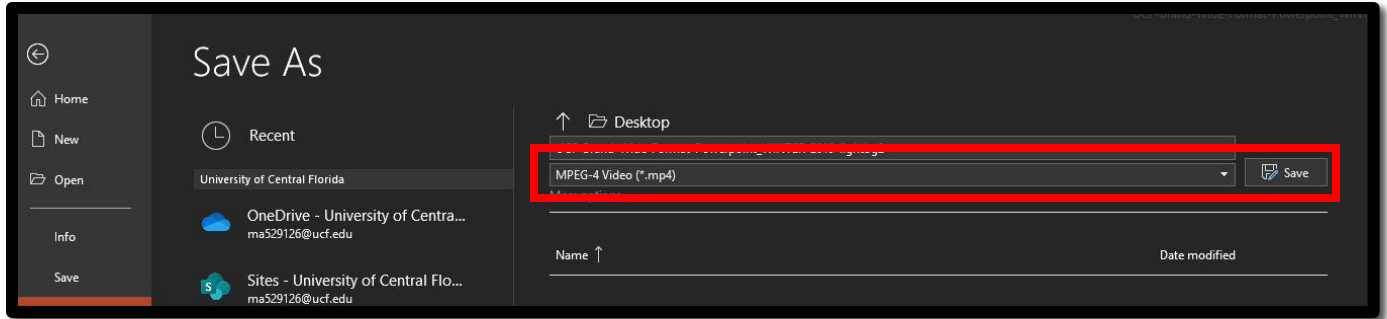 Save As
Home
New
Open
Info
Save
Recent
University of Central Florida
OneDrive - University of Centra...
ma529126@ucf.edu
Sites - University of Central Flo...
ma529126@ucf.edu
Desktop
MPEG-4 Video (*.mp4)
Save
Name ↑
Date modified